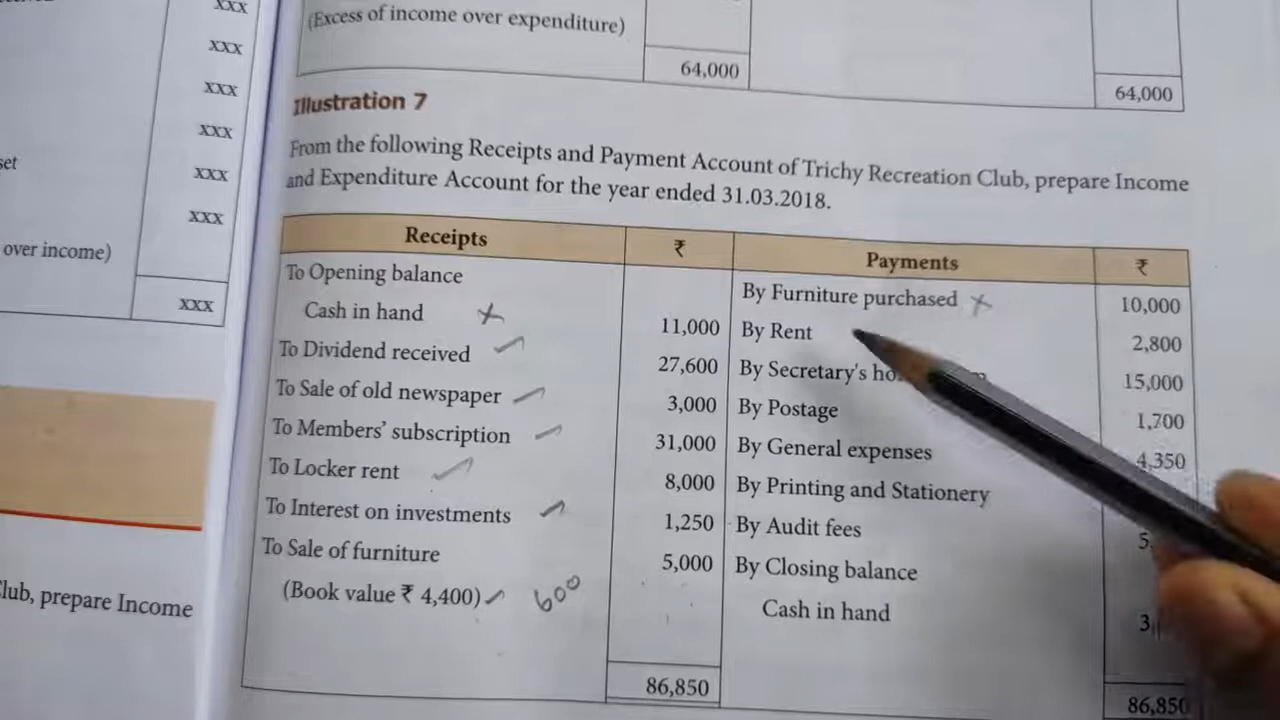 XXX
XXX
XXX
XXX
set
XXX
XXX
over income)
XXX
Club, prepare Income
(Excess of income over expenditure)
64,000
64,000
Illustration 7
From the following Receipts and Payment Account of Trichy Recreation Club, prepare Income
and Expenditure Account for the year ended 31.03.2018.
Receipts ₹ Payments ₹
To Opening balance By Furniture purchased × 10,000
Cash in hand × 11,000 By Rent 2,800
To Dividend received 27,600 By Secretary's 15,000
To Sale of old newspaper 3,000 By Postage 1,700
To Members' subscription 31,000 By General expenses 4,350
To Locker rent 8,000 By Printing and Stationery
To Interest on investments 1,250 By Audit fees 5,
To Sale of furniture 5,000 By Closing balance
(Book value ₹ 4,400) 600 Cash in hand 3,
86,850 86,850